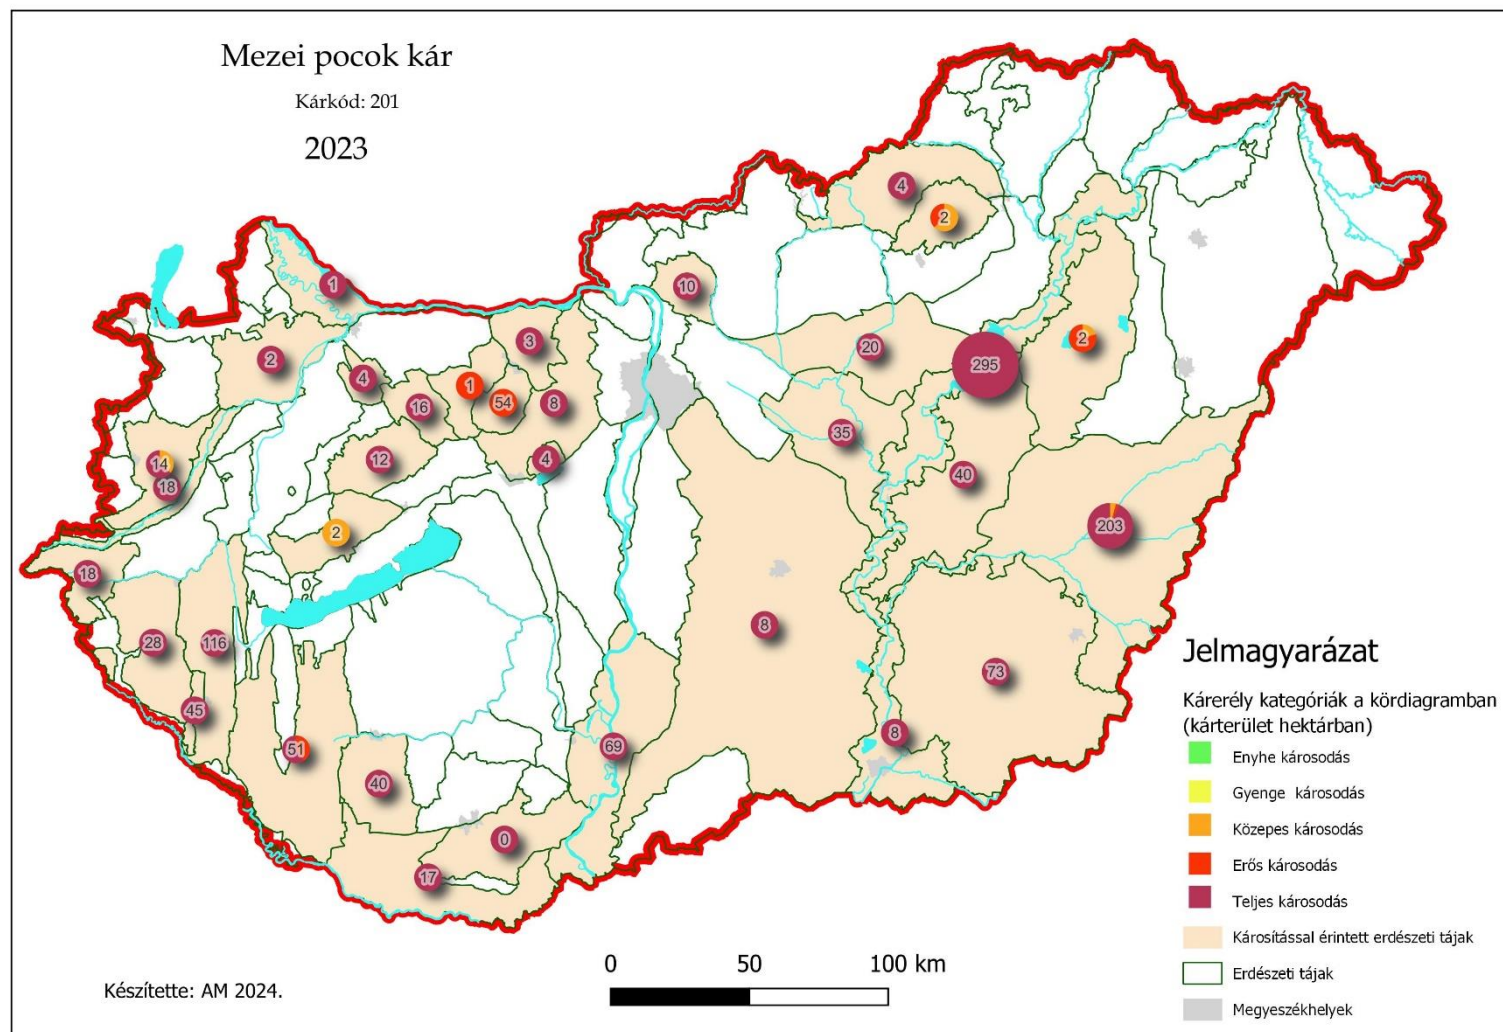 Mezei pocok kár
Kárkód: 201
2023
4
2
1
10
3
2
20
2
295
4
1
16
54
8
35
12
4
14
40
18
203
2
18
8
28
116
73
45
8
51
69
40
0
17
Jelmagyarázat
Kárerély kategóriák a kördiagramban
(kárterület hektárban)
Enyhe károsodás
Gyenge károsodás
Közepes károsodás
Erős károsodás
Teljes károsodás
Károsítással érintett erdészeti tájak
Erdészeti tájak
Megyeszékhelyek
0 50 100 km
Készítette: AM 2024.